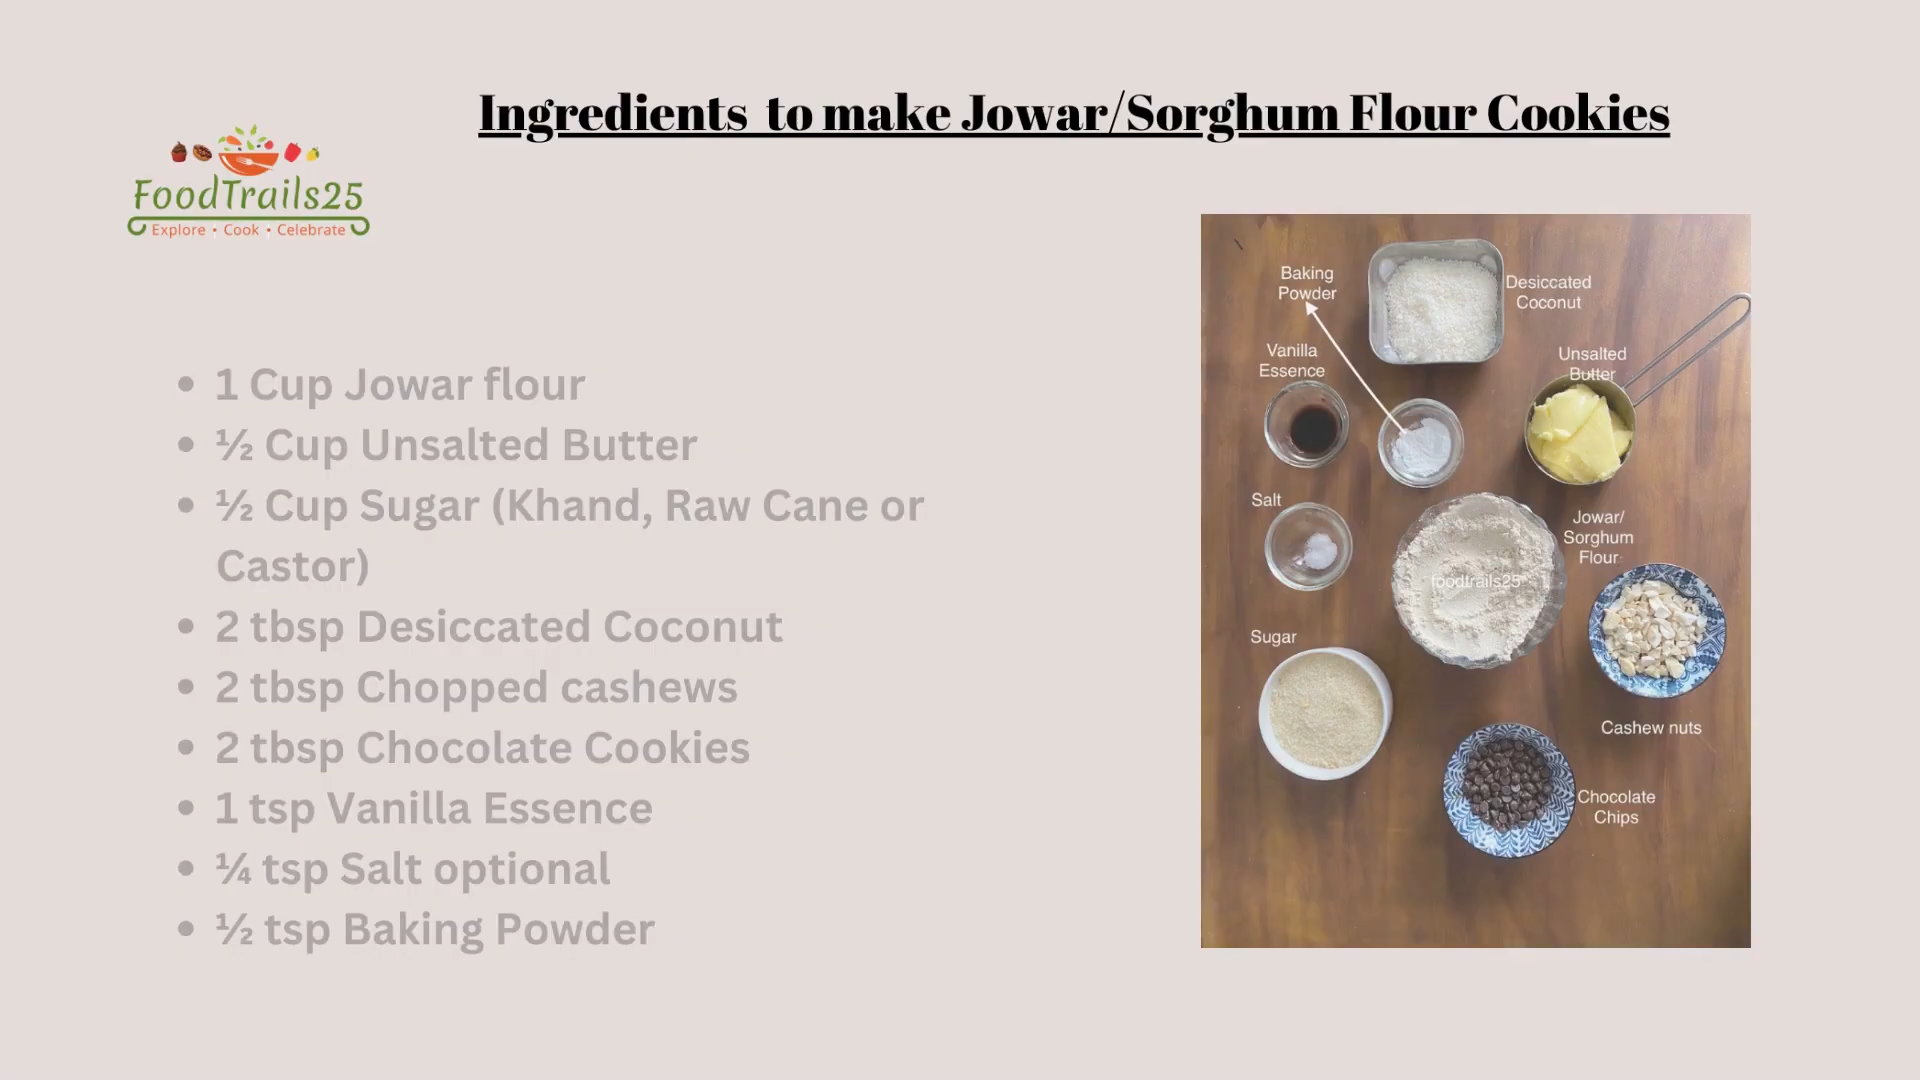 Ingredients to make Jowar/Sorghum Flour Cookies
FoodTrails25
Explore • Cook • Celebrate
• 1 Cup Jowar flour
• ½ Cup Unsalted Butter
• ½ Cup Sugar (Khand, Raw Cane or
Castor)
• 2 tbsp Desiccated Coconut
• 2 tbsp Chopped cashews
• 2 tbsp Chocolate Cookies
• 1 tsp Vanilla Essence
• ¼ tsp Salt optional
• ½ tsp Baking Powder
Baking
Powder
Desiccated
Coconut
Vanilla
Essence
Unsalted
Butter
Salt
Jowar/
Sorghum
Flour
foodtrails25
Sugar
Cashew nuts
Chocolate
Chips